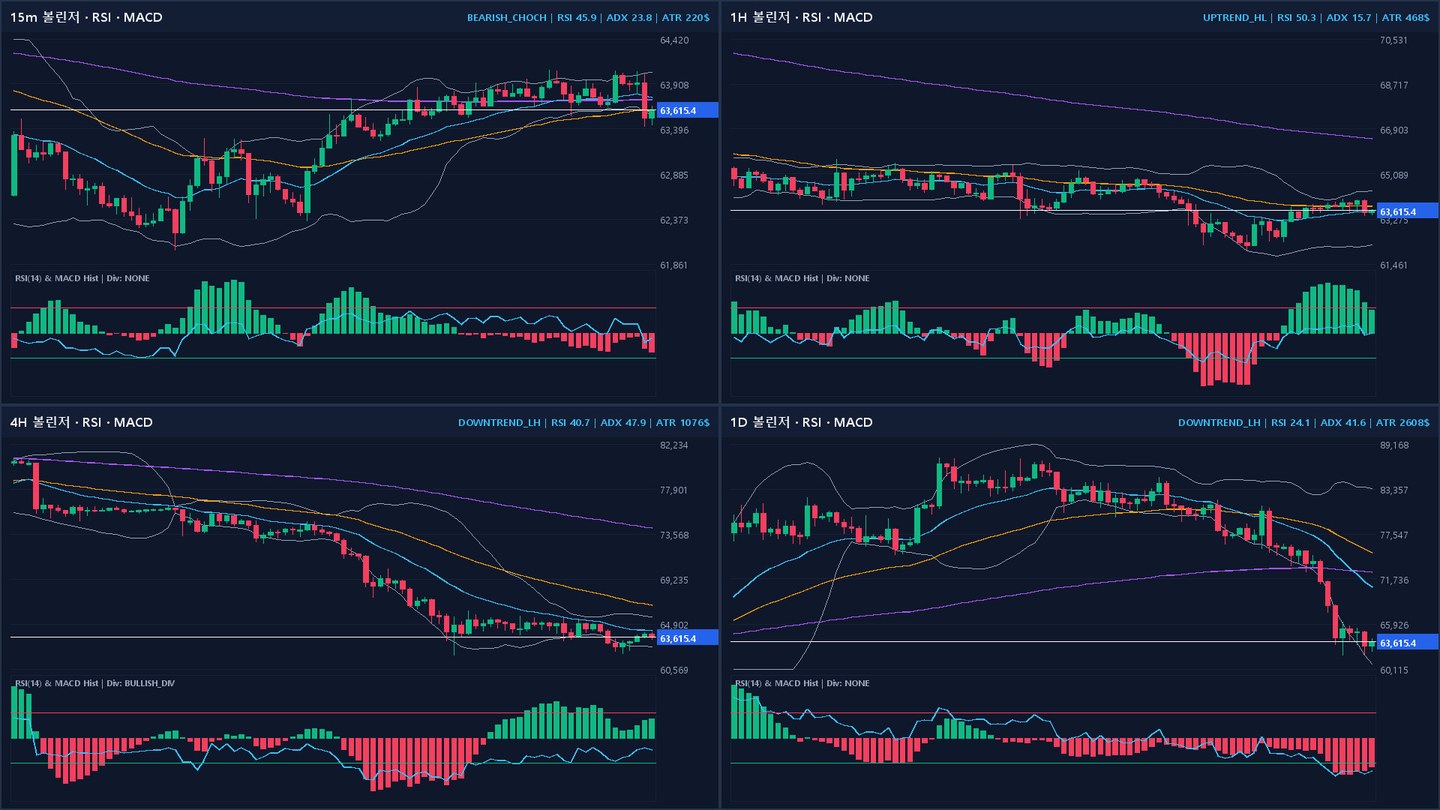 15m 볼린저 · RSI · MACD
BEARISH_CHOCH | RSI 45.9 | ADX 23.8 | ATR 220$
64,420
63,908
63,615.4
63,396
62,885
62,373
61,861
RSI(14) & MACD Hist | Div: NONE
1H 볼린저 · RSI · MACD
UPTREND_HL | RSI 50.3 | ADX 15.7 | ATR 468$
70,531
68,717
66,903
65,089
63,615.4
63,275
61,461
RSI(14) & MACD Hist | Div: NONE
4H 볼린저 · RSI · MACD
DOWNTREND_LH | RSI 40.7 | ADX 47.9 | ATR 1076$
82,234
77,901
73,568
69,235
64,902
63,615.4
60,569
RSI(14) & MACD Hist | Div: BULLISH_DIV
1D 볼린저 · RSI · MACD
DOWNTREND_LH | RSI 24.1 | ADX 41.6 | ATR 2608$
89,168
83,357
77,547
71,736
65,926
63,615.4
60,115
RSI(14) & MACD Hist | Div: NONE